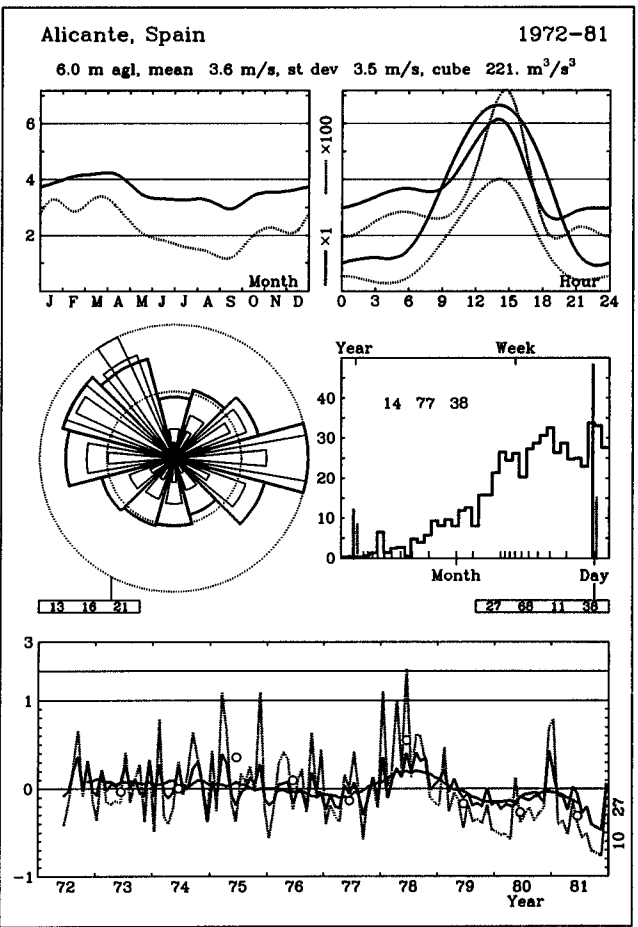 Alicante, Spain 1972–81
6.0 m agl, mean 3.6 m/s, st dev 3.5 m/s, cube 221. m³/s³
6
4
2
Month
J F M A M J J A S O N D
×100
×1
Hour
0 3 6 9 12 15 18 21 24
13 16 21
Year Week
14 77 38
40
30
20
10
0
Month Day
27 68 11 38
3
1
0
-1
72 73 74 75 76 77 78 79 80 81
Year
10 27